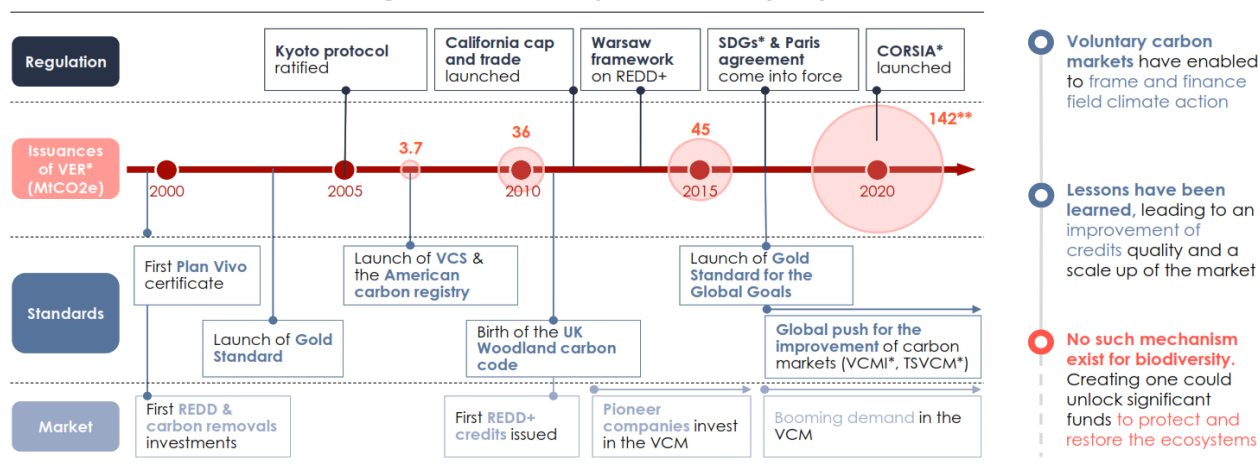 Regulation
Kyoto protocol
ratified
California cap
and trade
launched
Warsaw
framework
on REDD+
SDGs* & Paris
agreement
come into force
CORSIA*
launched
Issuances
of VER*
(MtCO2e)
3.7
36
45
142**
2000
2005
2010
2015
2020
Standards
First Plan Vivo
certificate
Launch of Gold
Standard
Launch of VCS &
the American
carbon registry
Birth of the UK
Woodland carbon
code
Launch of Gold
Standard for the
Global Goals
Global push for the
improvement of carbon
markets (VCMI*, TSVCM*)
Market
First REDD &
carbon removals
investments
First REDD+
credits issued
Pioneer
companies invest
in the VCM
Booming demand in the
VCM
Voluntary carbon
markets have enabled
to frame and finance
field climate action
Lessons have been
learned, leading to an
improvement of
credits quality and a
scale up of the market
No such mechanism
exist for biodiversity.
Creating one could
unlock significant
funds to protect and
restore the ecosystems